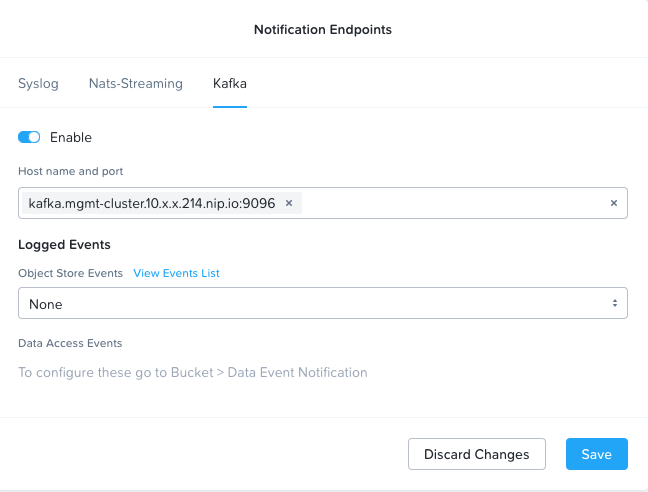 Notification Endpoints
Syslog Nats-Streaming Kafka
Enable
Host name and port
kafka.mgmt-cluster.10.x.x.214.nip.io:9096 × ×
Logged Events
Object Store Events View Events List
None
Data Access Events
To configure these go to Bucket > Data Event Notification
Discard Changes Save